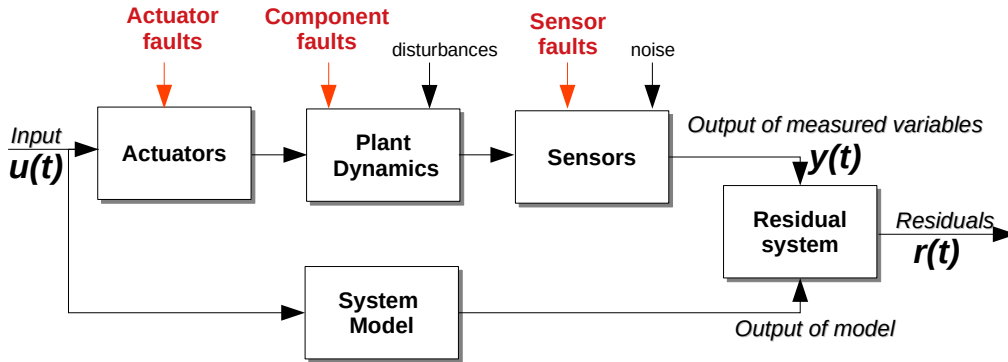 Actuator
faults
Component
faults
disturbances
Sensor
faults
noise
Input
u(t)
Actuators
Plant
Dynamics
Sensors
Output of measured variables
y(t)
Residual
system
Residuals
r(t)
System
Model
Output of model